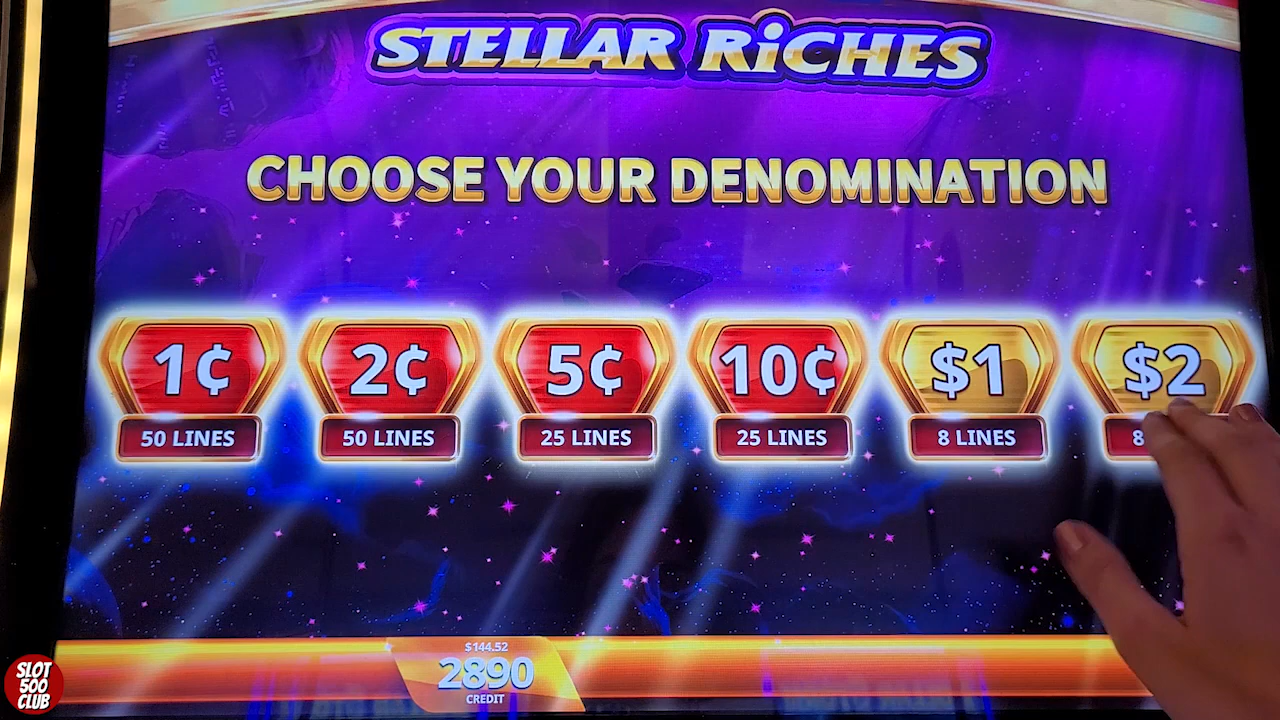 STELLAR RiCHES
CHOOSE YOUR DENOMINATION
1¢ 2¢ 5¢ 10¢ $1 $2
50 LINES 50 LINES 25 LINES 25 LINES 8 LINES 8
$144.52
2890
CREDIT
SLOT
500
CLUB